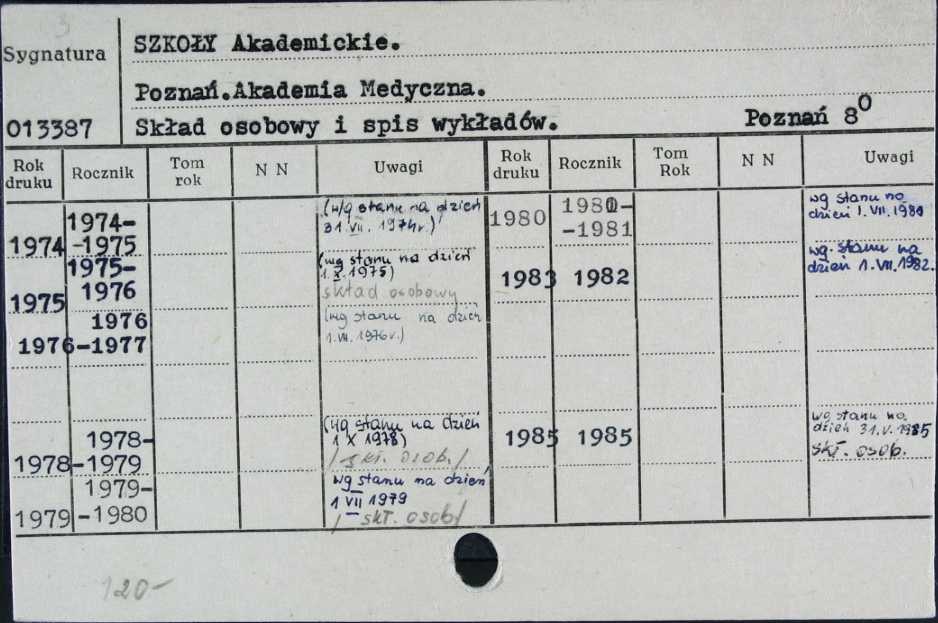 3
Sygnatura
SZKOŁY Akademickie.
Poznań.Akademia Medyczna.
013387
Skład osobowy i spis wykładów.
Poznań 8⁰
Rok druku
Rocznik
Tom rok
N N
Uwagi
Rok druku
Rocznik
Tom Rok
N N
Uwagi
1974
1974-
-1975
(wg stanu na dzień
31. VII. 1974r.)
1975
1975-
1976
(wg stanu na dzień
1. X. 1975)
skład osobowy
1976
1976-1977
(wg stanu na dzień
1. VII. 1976r.)
1978-
1978-1979
(wg stanu na dzień
1 X 1978)
/ skł. osob. /
1979-
1979-1980
wg stanu na dzień
1 VII 1979
/ skł. osob/
1980
1980-
-1981
wg stanu na
dzień 1. VII. 1980
1983 1982
wg. stanu na
dzień 1. VII. 1982.
1985 1985
wg stanu na
dzień 31. V. 1985
skł. osob.
120-